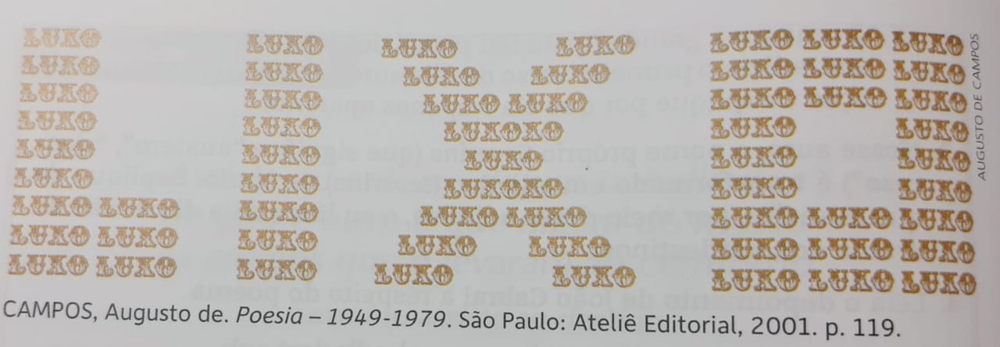 LUXO LUXO LUXO LUXO LUXO LUXO LUXO
LUXO LUXO LUXO LUXO LUXO LUXO LUXO
LUXO LUXO LUXO LUXO LUXO LUXO LUXO
LUXO LUXO LUXOXO LUXO LUXO
LUXO LUXO LUXO LUXO LUXO
LUXO LUXO LUXOXO LUXO LUXO
LUXO LUXO LUXO LUXO LUXO LUXO LUXO LUXO
LUXO LUXO LUXO LUXO LUXO LUXO LUXO LUXO
LUXO LUXO LUXO LUXO LUXO LUXO LUXO LUXO
AUGUSTO DE CAMPOS
CAMPOS, Augusto de. Poesia – 1949-1979. São Paulo: Ateliê Editorial, 2001. p. 119.